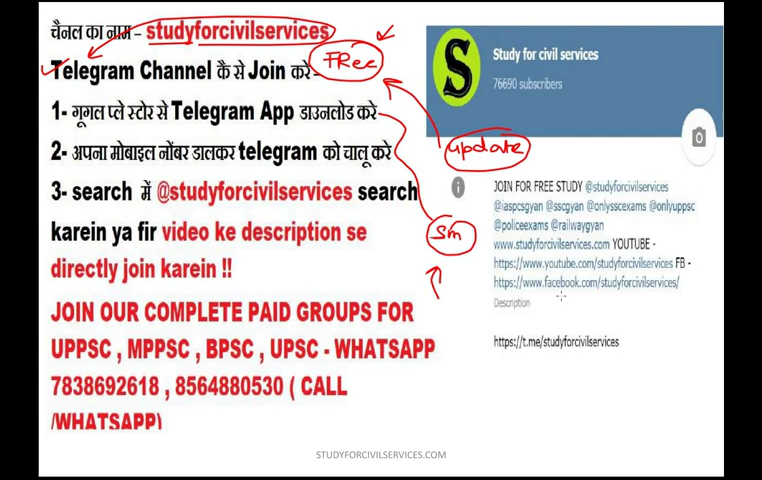 चैनल का नाम– studyforcivilservices
FRee
Telegram Channel कैसे Join करे –
1- गूगल प्ले स्टोर से Telegram App डाउनलोड करे
update
2- अपना मोबाइल नोंबर डालकर telegram को चालू करे
3- search में @studyforcivilservices search
karein ya fir video ke description se
directly join karein !!
Sm
JOIN OUR COMPLETE PAID GROUPS FOR
UPPSC , MPPSC , BPSC , UPSC - WHATSAPP
7838692618 , 8564880530 ( CALL
/WHATSAPP)
S
Study for civil services
76690 subscribers
JOIN FOR FREE STUDY @studyforcivilservices
@iaspcsgyan @sscgyan @onlysscexams @onlyuppsc
@policeexams @railwaygyan
www.studyforcivilservices.com YOUTUBE -
https://www.youtube.com/studyforcivilservices FB -
https://www.facebook.com/studyforcivilservices/
Description
https://t.me/studyforcivilservices
STUDYFORCIVILSERVICES.COM